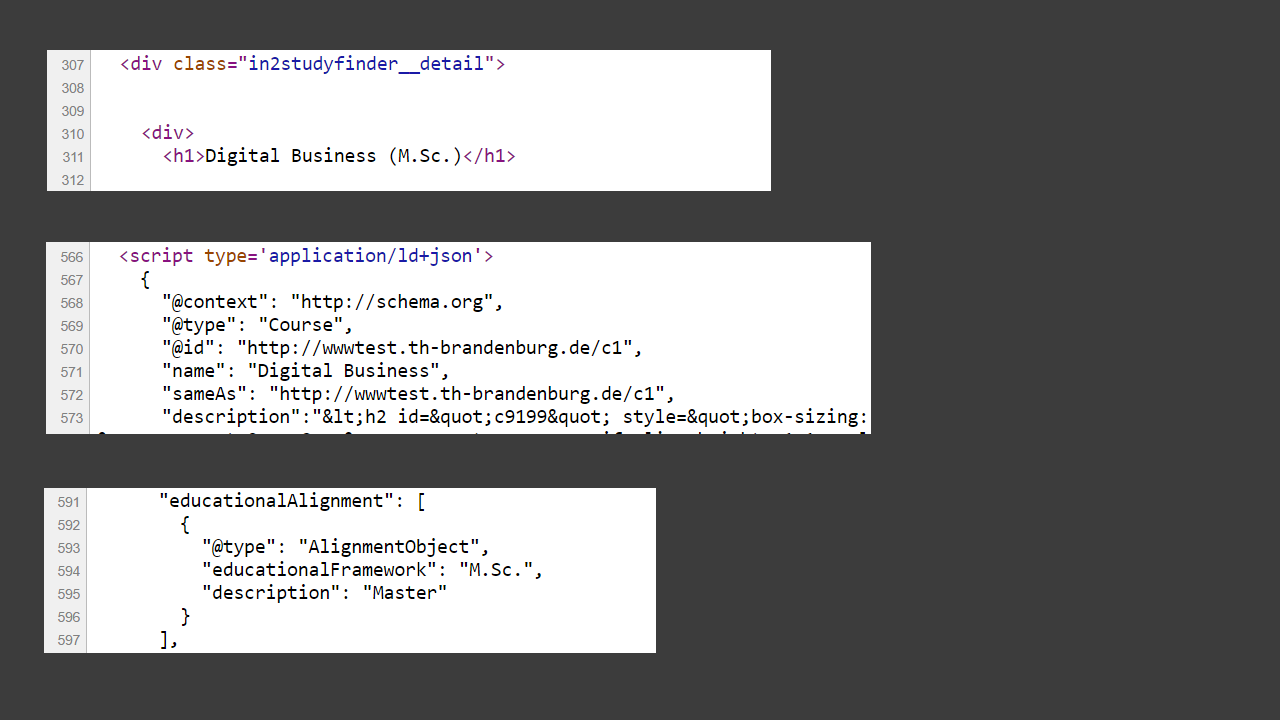 307 <div class="in2studyfinder__detail">
308
309
310 <div>
311 <h1>Digital Business (M.Sc.)</h1>
312
566 <script type='application/ld+json'>
567 {
568 "@context": "http://schema.org",
569 "@type": "Course",
570 "@id": "http://wwwtest.th-brandenburg.de/c1",
571 "name": "Digital Business",
572 "sameAs": "http://wwwtest.th-brandenburg.de/c1",
573 "description":"&lt;h2 id=&quot;c9199&quot; style=&quot;box-sizing:
591 "educationalAlignment": [
592 {
593 "@type": "AlignmentObject",
594 "educationalFramework": "M.Sc.",
595 "description": "Master"
596 }
597 ],